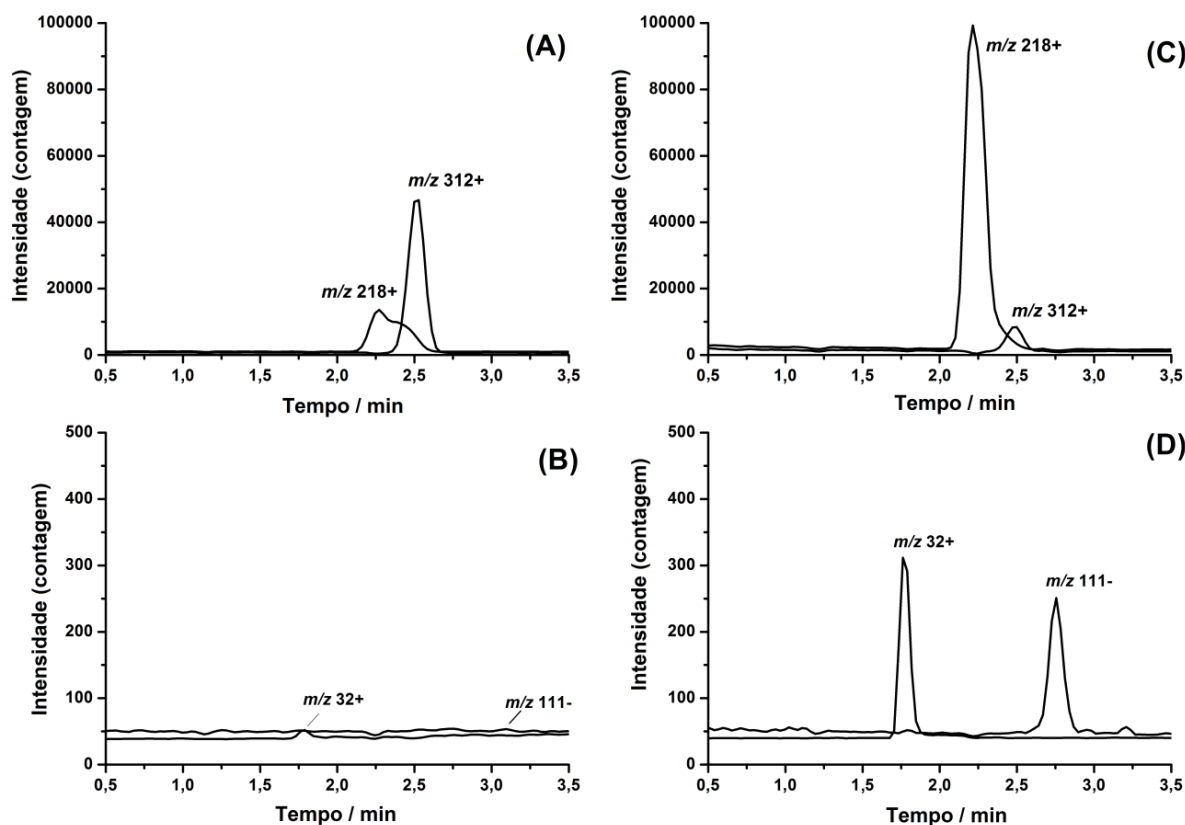 (A)
Intensidade (contagem)
100000
80000
60000
40000
20000
0
m/z 312+
m/z 218+
0,5 1,0 1,5 2,0 2,5 3,0 3,5
Tempo / min
(C)
Intensidade (contagem)
100000
80000
60000
40000
20000
0
m/z 218+
m/z 312+
0,5 1,0 1,5 2,0 2,5 3,0 3,5
Tempo / min
(B)
Intensidade (contagem)
500
400
300
200
100
0
m/z 32+
m/z 111-
0,5 1,0 1,5 2,0 2,5 3,0 3,5
Tempo / min
(D)
Intensidade (contagem)
500
400
300
200
100
0
m/z 32+
m/z 111-
0,5 1,0 1,5 2,0 2,5 3,0 3,5
Tempo / min